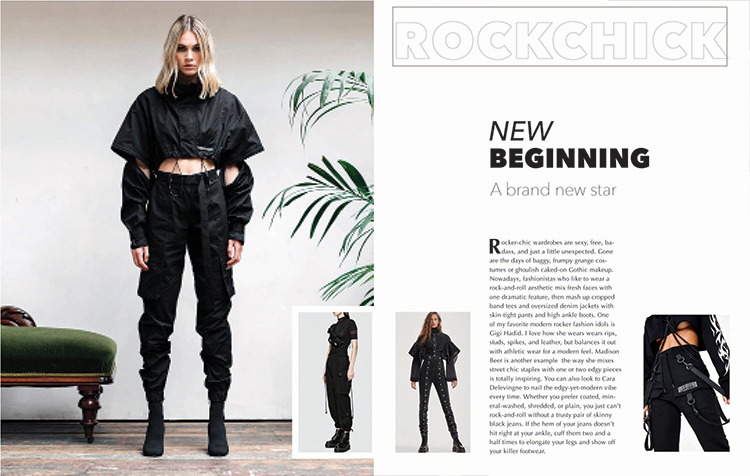 ROCKCHICK
NEW
BEGINNING
A brand new star
Rocker-chic wardrobes are sexy, free, ba-
dass, and just a little unexpected. Gone
are the days of baggy, frumpy grunge cos-
tumes or ghoulish caked-on Gothic makeup.
Nowadays, fashionistas who like to wear a
rock-and-roll aesthetic mix fresh faces with
one dramatic feature, then mash up cropped
band tees and oversized denim jackets with
skin-tight pants and high ankle boots. One
of my favorite modern rocker fashion idols is
Gigi Hadid. I love how she wears wears rips,
studs, spikes, and leather, but balances it out
with athletic wear for a modern feel. Madison
Beer is another example the way she mixes
street chic staples with one or two edgy pieces
is totally inspiring. You can also look to Cara
Delevingne to nail the edgy-yet-modern vibe
every time. Whether you prefer coated, min-
eral-washed, shredded, or plain, you just can't
rock-and-roll without a trusty pair of skinny
black jeans. If the hem of your jeans doesn't
hit right at your ankle, cuff them two and a
half times to elongate your legs and show off
your killer footwear.